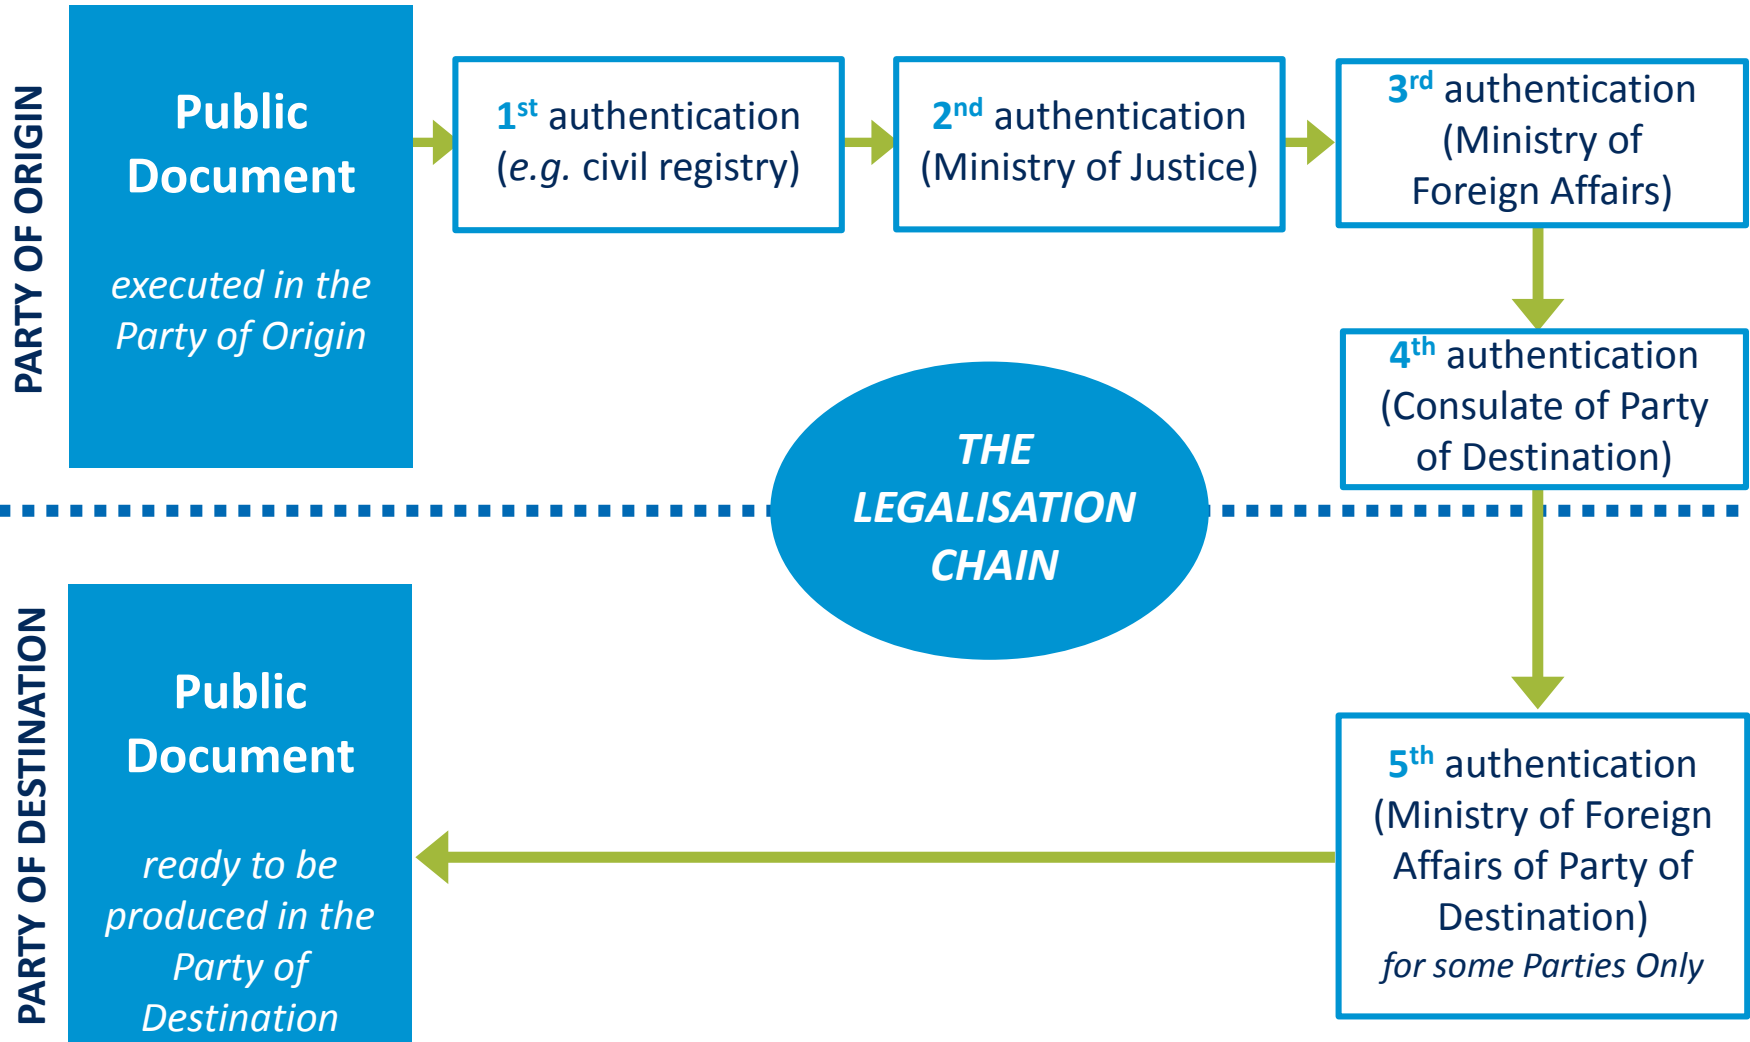 PARTY OF ORIGIN
Public
Document
executed in the
Party of Origin
1st authentication
(e.g. civil registry)
2nd authentication
(Ministry of Justice)
3rd authentication
(Ministry of
Foreign Affairs)
4th authentication
(Consulate of Party
of Destination)
THE
LEGALISATION
CHAIN
PARTY OF DESTINATION
Public
Document
ready to be
produced in the
Party of
Destination
5th authentication
(Ministry of Foreign
Affairs of Party of
Destination)
for some Parties Only